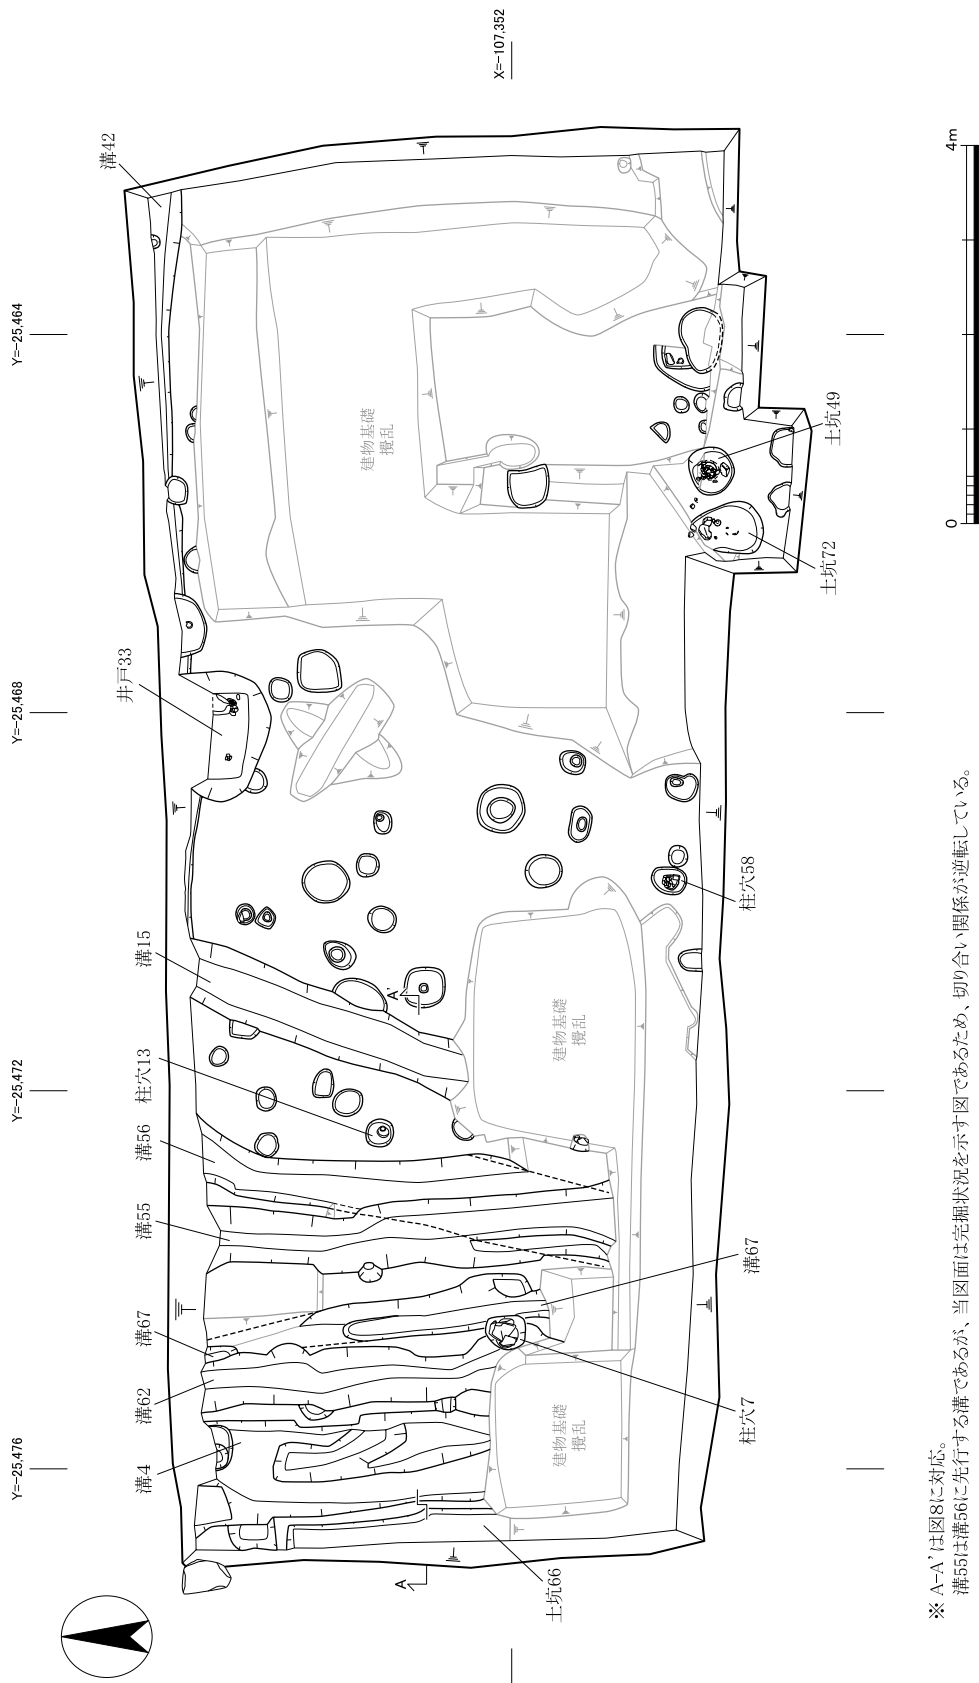 X=-107,352
溝42
4m
Y=-25,464
建物基礎
攪乱
土坑49
0
土坑72
井戸33
Y=-25,468
柱穴58
溝15
A'
建物基礎
攪乱
Y=-25,472
柱穴13
溝56
溝55
溝67
溝67
溝62
柱穴7
建物基礎
攪乱
Y=-25,476
溝4
A
土坑66
※ A-A’は図8に対応。
溝55は溝56に先行する溝であるが、当図面は完掘状況を示す図であるため、切り合い関係が逆転している。